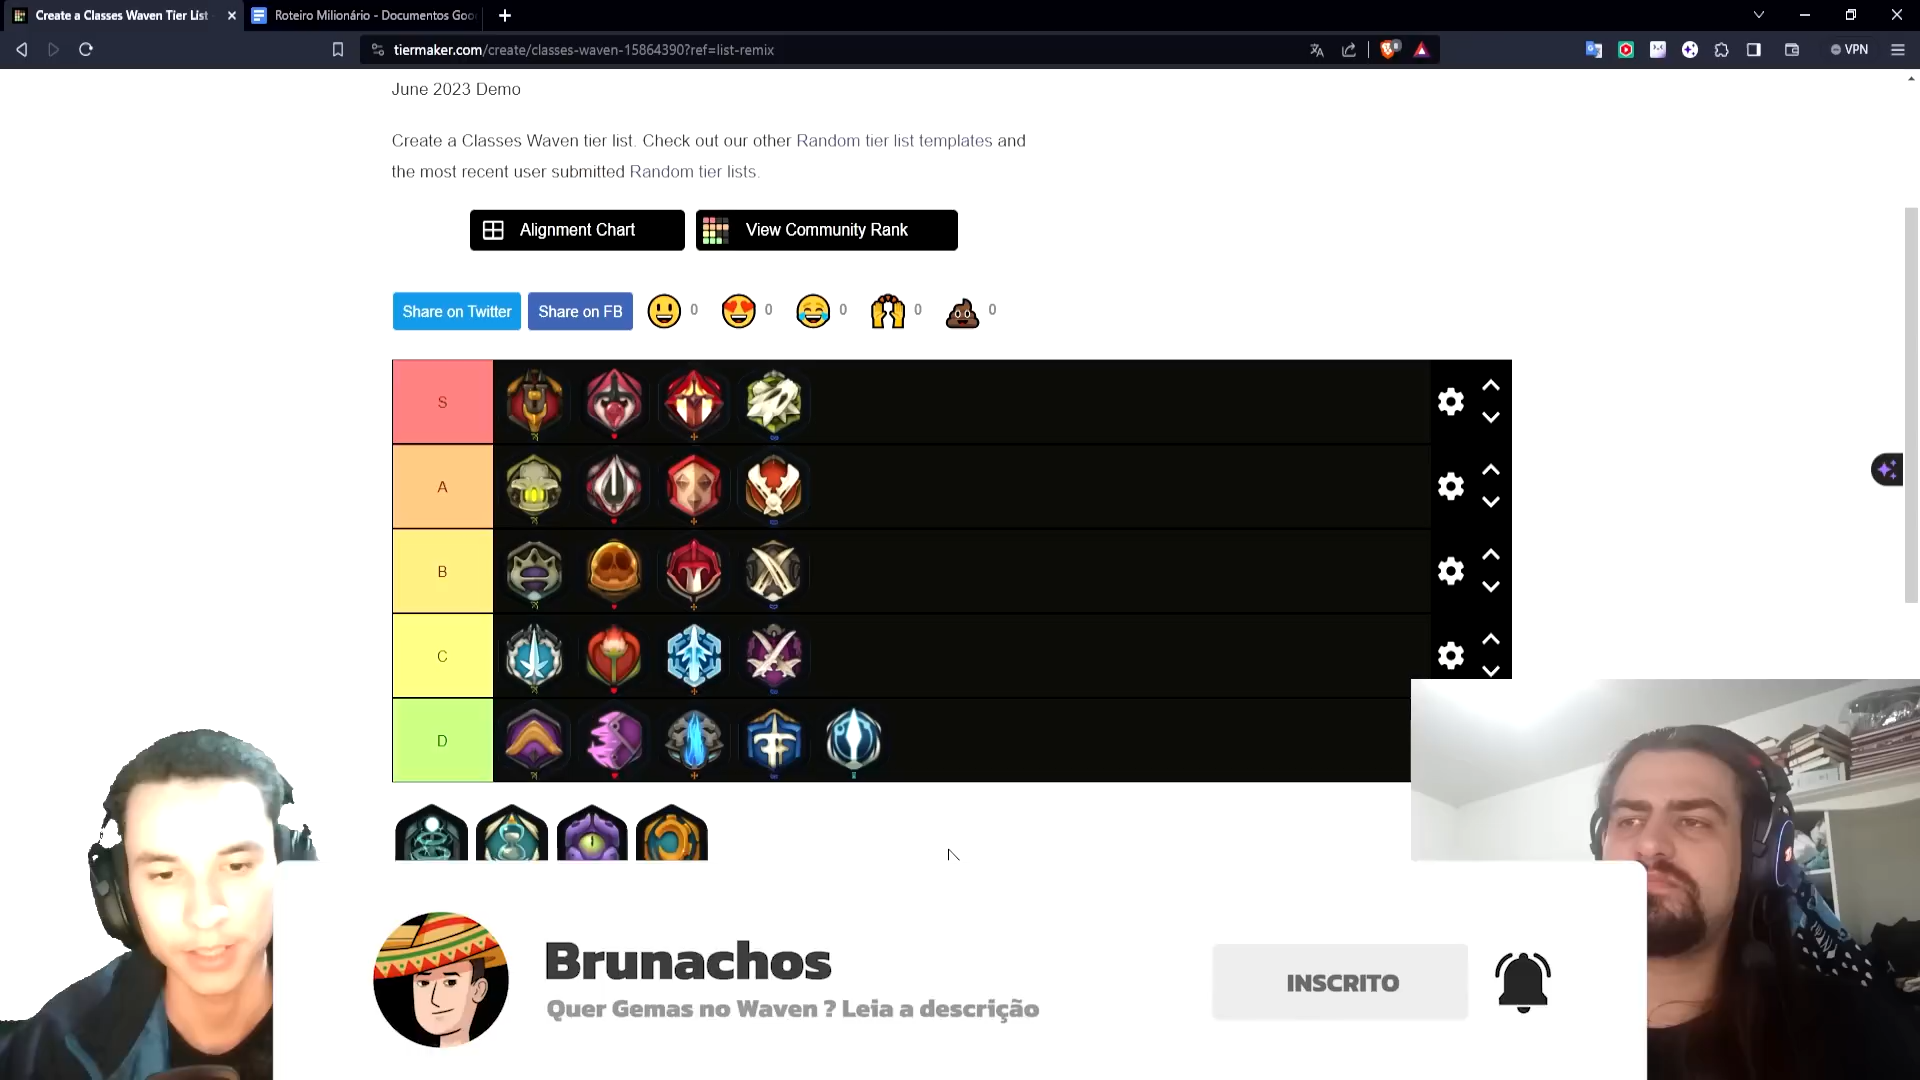 Create a Classes Waven Tier List
Roteiro Milionário - Documentos Goo
tiermaker.com/create/classes-waven-15864390?ref=list-remix
VPN
June 2023 Demo
Create a Classes Waven tier list. Check out our other Random tier list templates and
the most recent user submitted Random tier lists.
Alignment Chart
View Community Rank
Share on Twitter
Share on FB
0
0
0
0
0
S
A
B
C
D
Brunachos
Quer Gemas no Waven ? Leia a descrição
INSCRITO